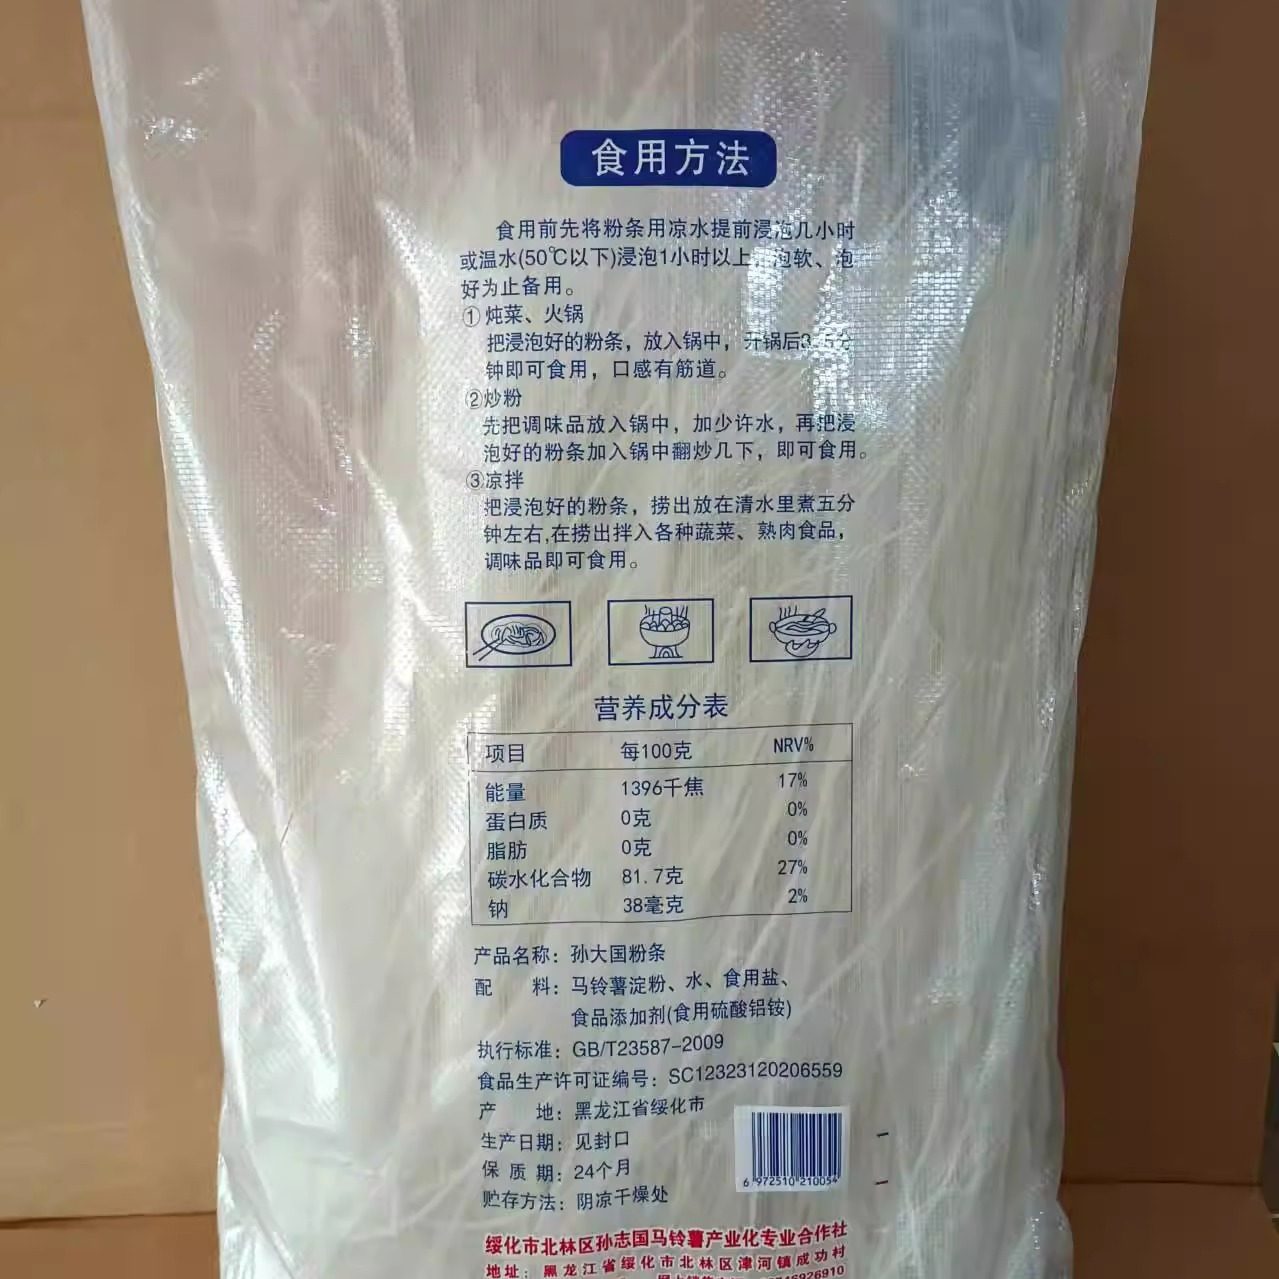 食用方法
食用前先将粉条用凉水提前浸泡几小时
或温水(50℃以下)浸泡1小时以上,泡软、泡
好为止备用。
①炖菜、火锅
把浸泡好的粉条，放入锅中，开锅后3-5分
钟即可食用，口感有筋道。
②炒粉
先把调味品放入锅中，加少许水，再把浸
泡好的粉条加入锅中翻炒几下，即可食用。
③凉拌
把浸泡好的粉条，捞出放在清水里煮五分
钟左右,在捞出拌入各种蔬菜、熟肉食品，
调味品即可食用。
营养成分表
项目 每100克 NRV%
能量 1396千焦 17%
蛋白质 0克 0%
脂肪 0克 0%
碳水化合物 81.7克 27%
钠 38毫克 2%
产品名称：孙大国粉条
配 料：马铃薯淀粉、水、食用盐、
食品添加剂(食用硫酸铝铵)
执行标准：GB/T23587-2009
食品生产许可证编号：SC12323120206559
产 地：黑龙江省绥化市
生产日期：见封口
保 质 期：24个月
贮存方法：阴凉干燥处
6 972510 210054
绥化市北林区孙志国马铃薯产业化专业合作社
地址：黑龙江省绥化市北林区津河镇成功村